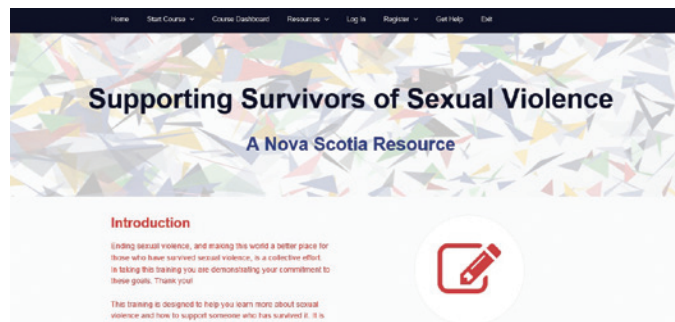 Home Start Course Course Dashboard Resources Log In Register Get Help Exit
Supporting Survivors of Sexual Violence
A Nova Scotia Resource
Introduction
Ending sexual violence, and making this world a better place for
those who have survived sexual violence, is a collective effort.
In taking this training you are demonstrating your commitment to
these goals. Thank you!
This training is designed to help you learn more about sexual
violence and how to support someone who has survived it. It is